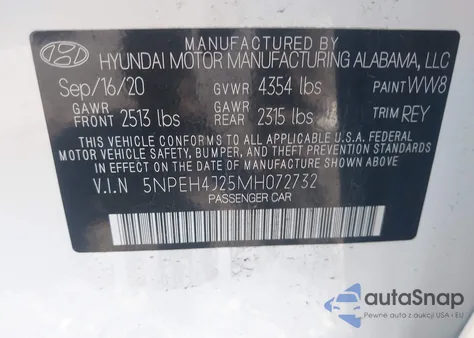 MANUFACTURED BY
HYUNDAI MOTOR MANUFACTURING ALABAMA, LLC
Sep/16/20 GVWR 4354 lbs PAINT WW8
GAWR FRONT 2513 lbs GAWR REAR 2315 lbs TRIM REY
THIS VEHICLE CONFORMS TO ALL APPLICABLE U.S.A. FEDERAL
MOTOR VEHICLE SAFETY, BUMPER, AND THEFT PREVENTION STANDARDS
IN EFFECT ON THE DATE OF MANUFACTURE SHOWN ABOVE.
V.I.N 5NPEH4J25MH072732
PASSENGER CAR
autoSnap
Pewne auta z aukcji USA i EU